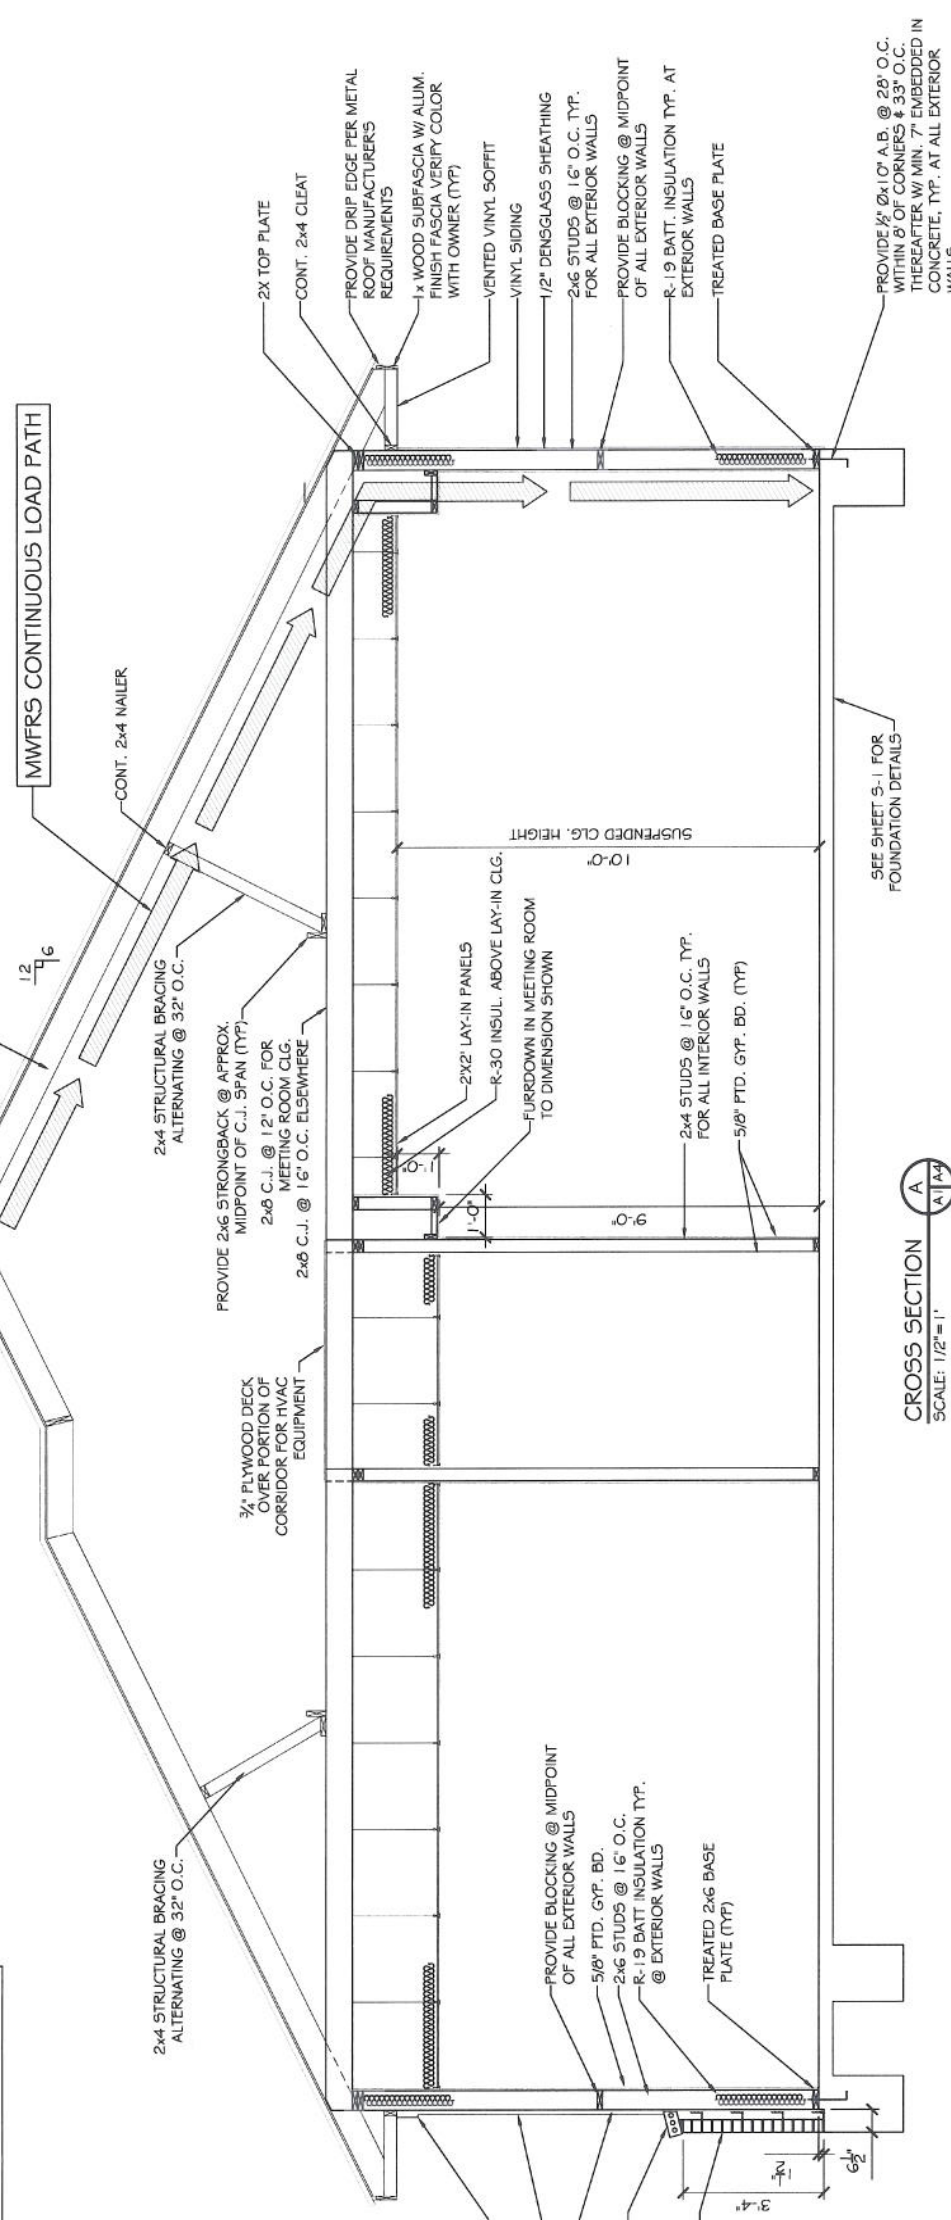 MWFRS CONTINUOUS LOAD PATH
12
6
CONT. 2x4 NAILER
2x4 STRUCTURAL BRACING
ALTERNATING @ 32" O.C.
PROVIDE 2x6 STRONGBACK @ APPROX.
MIDPOINT OF C.J. SPAN (TYP)
2x8 C.J. @ 12" O.C. FOR
MEETING ROOM CLG.
2x8 C.J. @ 16" O.C. ELSEWHERE
3/4" PLYWOOD DECK
OVER PORTION OF
CORRIDOR FOR HVAC
EQUIPMENT
2x4 STRUCTURAL BRACING
ALTERNATING @ 32" O.C.
2X TOP PLATE
CONT. 2x4 CLEAT
PROVIDE DRIP EDGE PER METAL
ROOF MANUFACTURERS
REQUIREMENTS
1x WOOD SUBFASCIA W/ ALUM.
FINISH FASCIA VERIFY COLOR
WITH OWNER (TYP)
VENTED VINYL SOFFIT
VINYL SIDING
1/2" DENSGLASS SHEATHING
2x6 STUDS @ 16" O.C. TYP.
FOR ALL EXTERIOR WALLS
PROVIDE BLOCKING @ MIDPOINT
OF ALL EXTERIOR WALLS
R-19 BATT. INSULATION TYP. AT
EXTERIOR WALLS
TREATED BASE PLATE
PROVIDE 1/2" Øx10" A.B. @ 28" O.C.
WITHIN 8' OF CORNERS & 33" O.C.
THEREAFTER W/ MIN. 7" EMBEDDED IN
CONCRETE, TYP. AT ALL EXTERIOR
WALLS
10'-0"
SUSPENDED CLG. HEIGHT
2'X2' LAY-IN PANELS
R-30 INSUL. ABOVE LAY-IN CLG.
FURRDOWN IN MEETING ROOM
TO DIMENSION SHOWN
1'-0"
1'-0"
9'-0"
2x4 STUDS @ 16" O.C. TYP.
FOR ALL INTERIOR WALLS
5/8" PTD. GYP. BD. (TYP)
SEE SHEET S-1 FOR
FOUNDATION DETAILS
PROVIDE BLOCKING @ MIDPOINT
OF ALL EXTERIOR WALLS
5/8" PTD. GYP. BD.
2x6 STUDS @ 16" O.C.
R-19 BATT INSULATION TYP.
@ EXTERIOR WALLS
TREATED 2x6 BASE
PLATE (TYP)
3'-4"
1 1/2"
6 1/2"
CROSS SECTION
SCALE: 1/2"= 1'
A
A1 A4